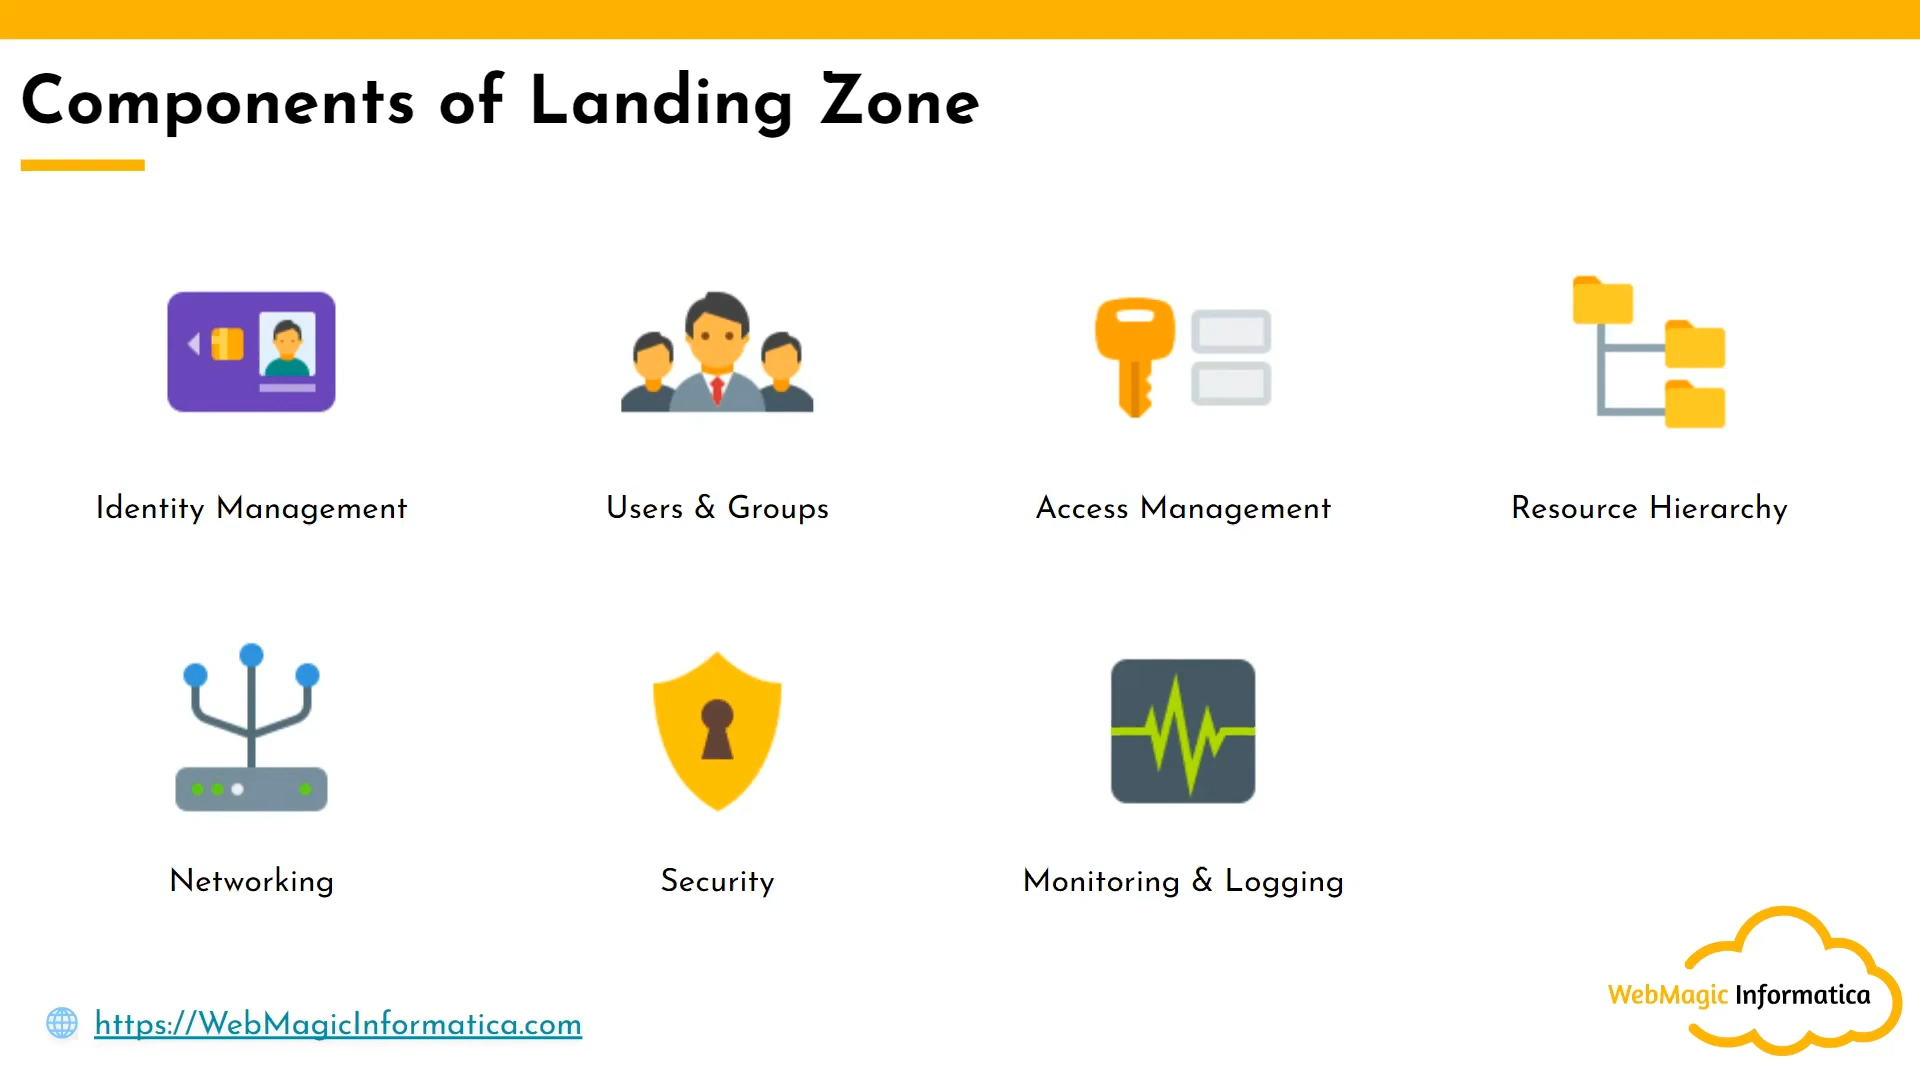 Components of Landing Zone
Identity Management
Users & Groups
Access Management
Resource Hierarchy
Networking
Security
Monitoring & Logging
WebMagic Informatica
https://WebMagicInformatica.com